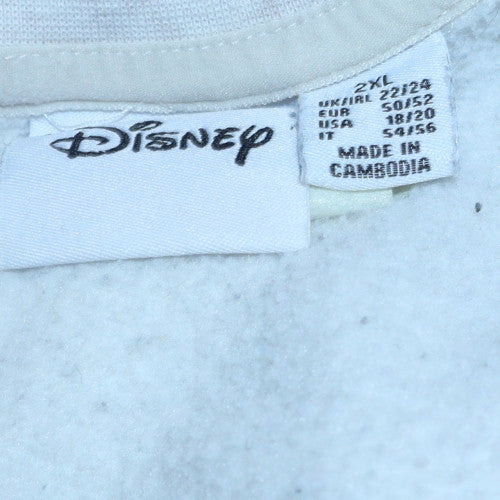 Disney
2XL
UK/IRL 22/24
EUR 50/52
USA 18/20
IT 54/56
MADE IN
CAMBODIA